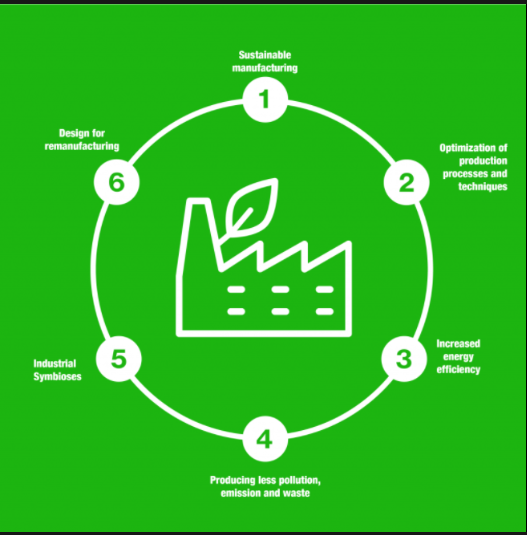 Sustainable
manufacturing
1
Optimization of
production
processes and
techniques
2
Increased
energy
efficiency
3
4
Producing less pollution,
emission and waste
5
Industrial
Symbioses
6
Design for
remanufacturing